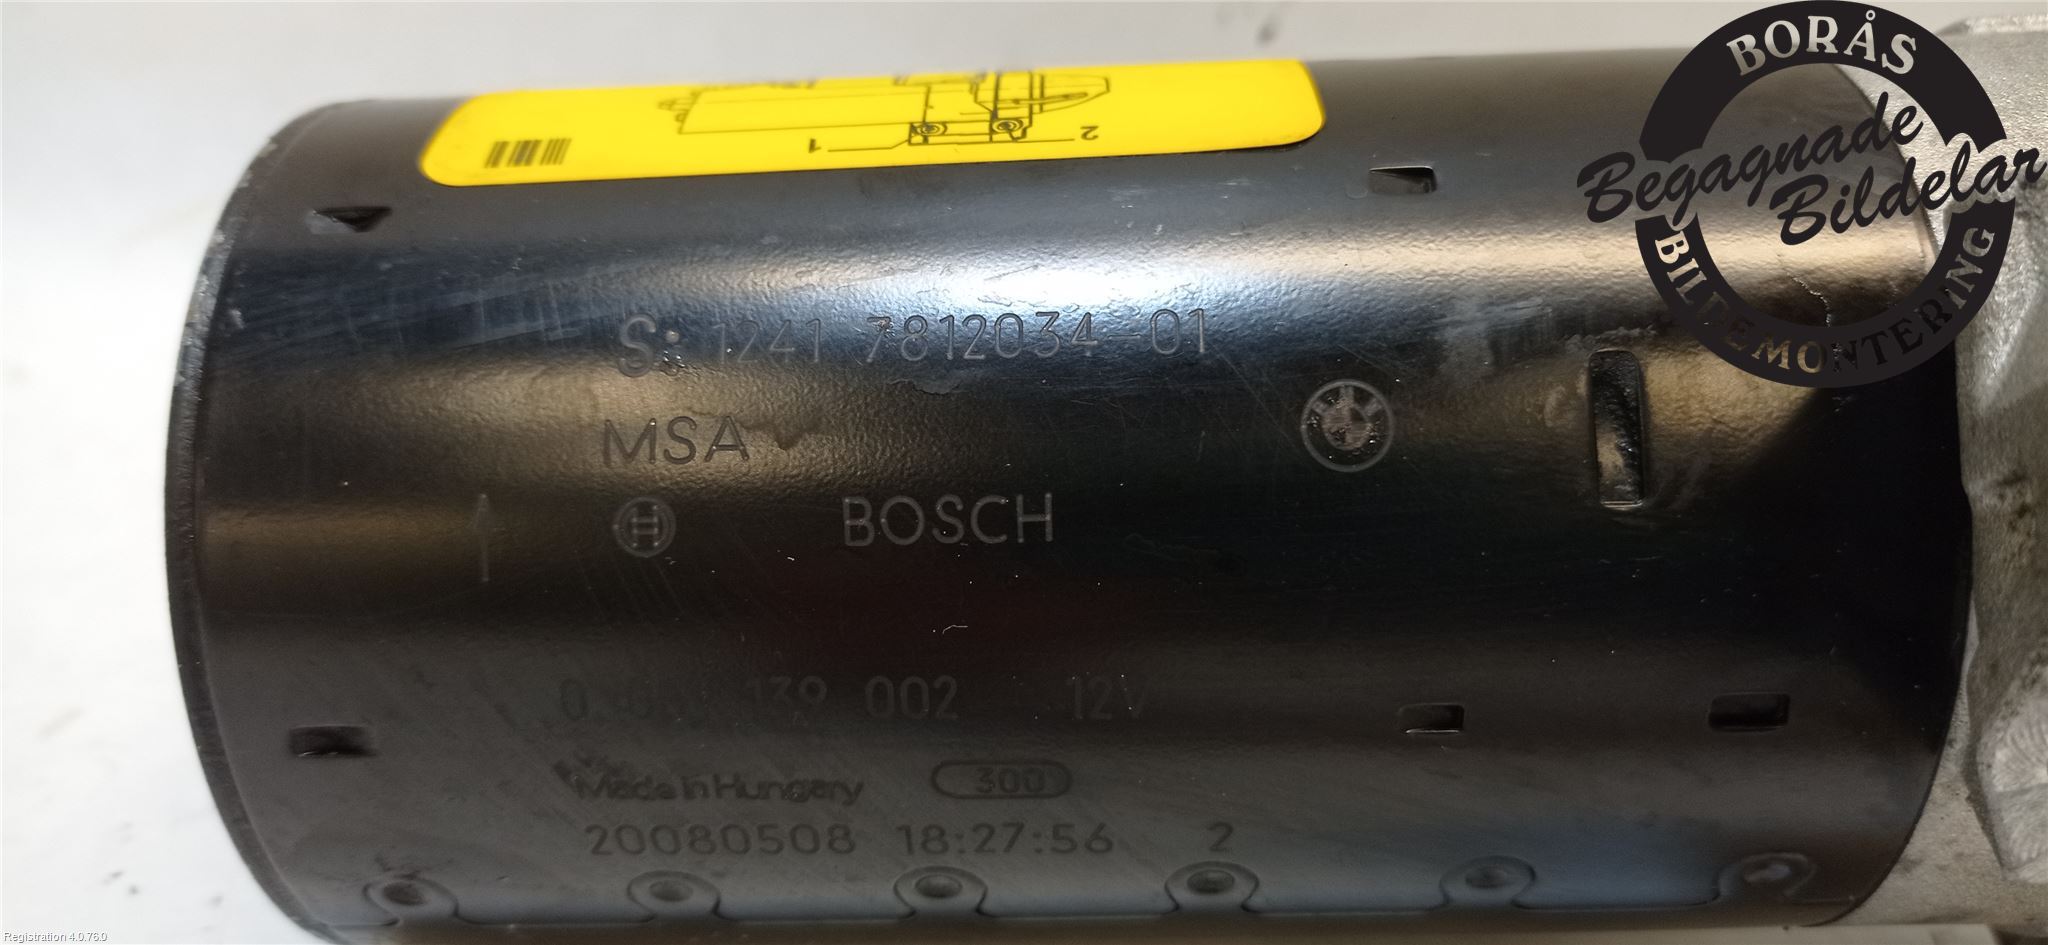 BORÅS
Begagnade
Bildelar
BILDEMONTERING
1
2
S: 1241 7812034-01
MSA
BOSCH
139 002 12V
Made in Hungary 300
20080508 18:27:56 2
Registration 4.0.76.0